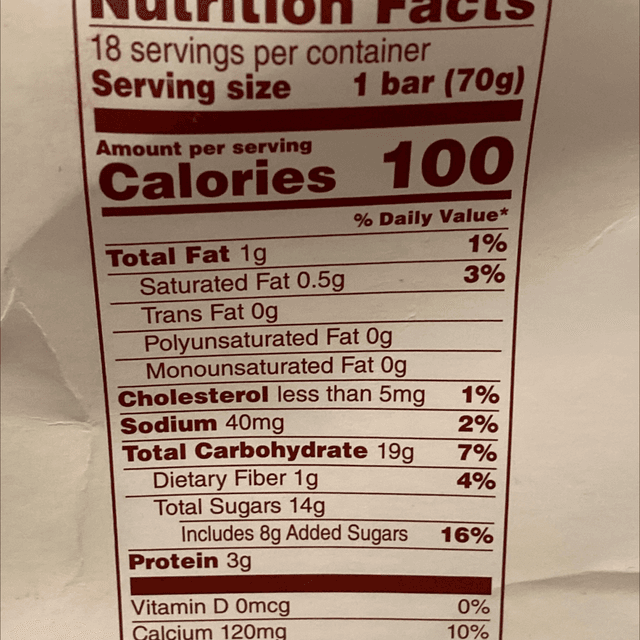 Nutrition Facts
18 servings per container
Serving size 1 bar (70g)
Amount per serving
Calories 100
% Daily Value*
Total Fat 1g 1%
Saturated Fat 0.5g 3%
Trans Fat 0g
Polyunsaturated Fat 0g
Monounsaturated Fat 0g
Cholesterol less than 5mg 1%
Sodium 40mg 2%
Total Carbohydrate 19g 7%
Dietary Fiber 1g 4%
Total Sugars 14g
Includes 8g Added Sugars 16%
Protein 3g
Vitamin D 0mcg 0%
Calcium 120mg 10%